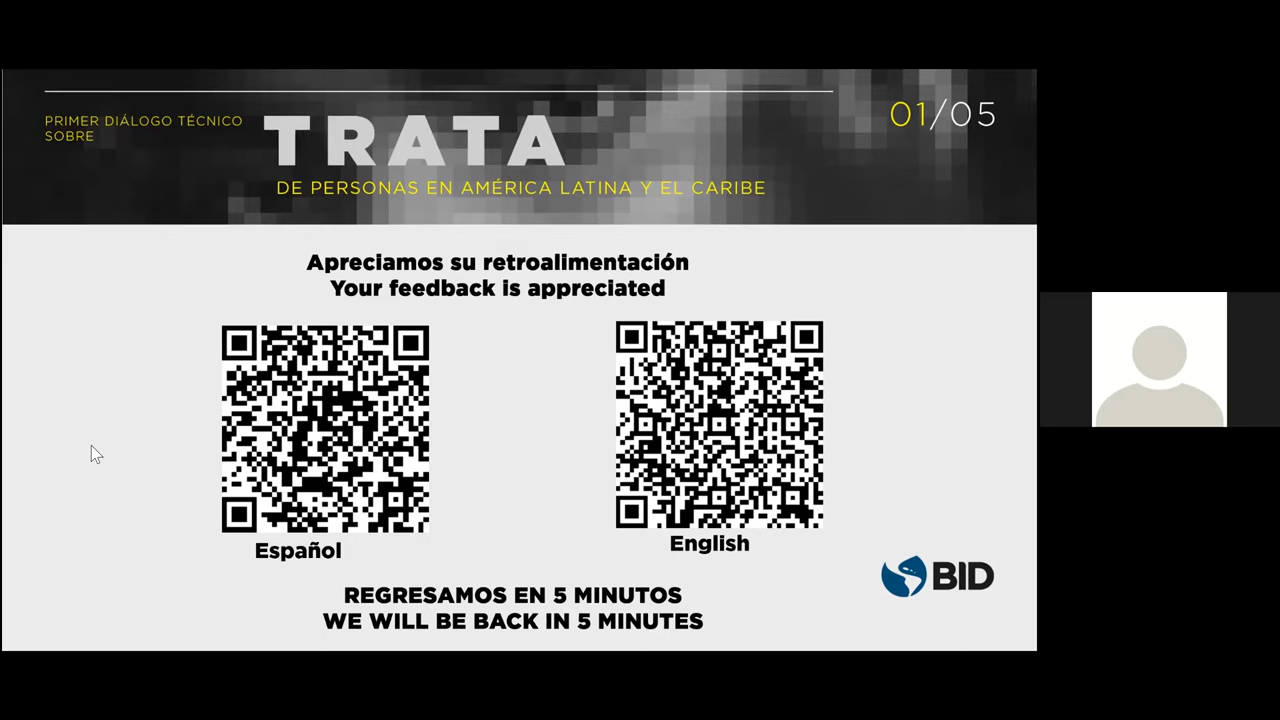 PRIMER DIÁLOGO TÉCNICO
SOBRE
TRATA
DE PERSONAS EN AMÉRICA LATINA Y EL CARIBE
01/05
Apreciamos su retroalimentación
Your feedback is appreciated
Español
English
BID
REGRESAMOS EN 5 MINUTOS
WE WILL BE BACK IN 5 MINUTES